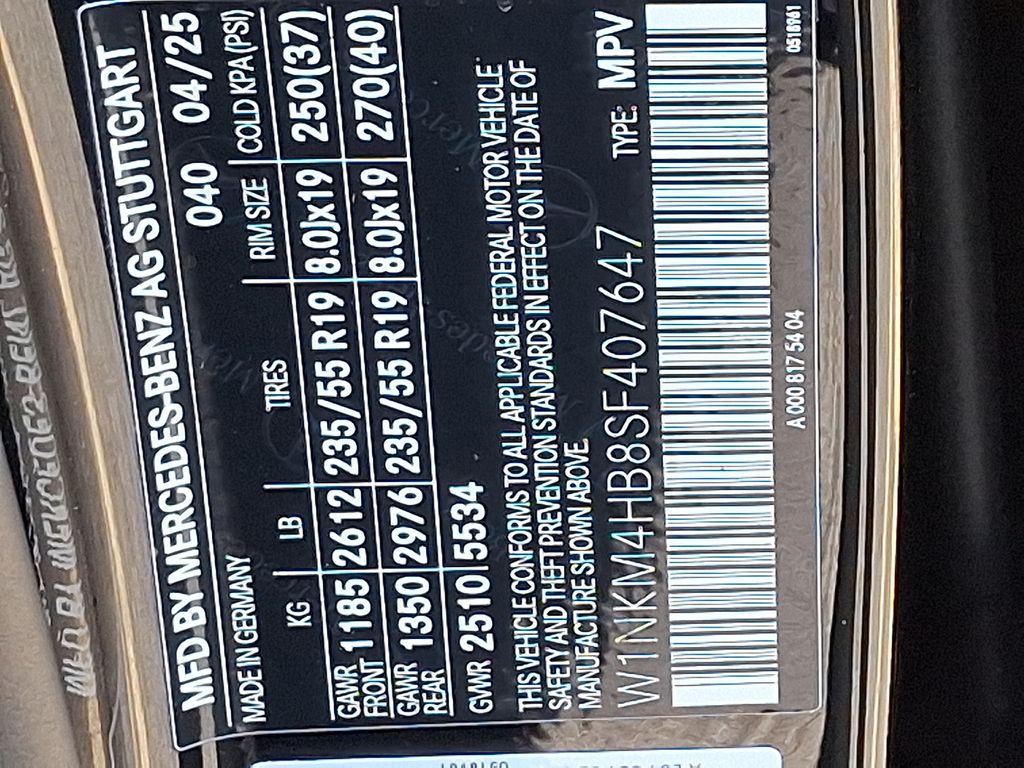 MFD BY MERCEDES-BENZ AG STUTTGART
040 04/25
MADE IN GERMANY
KG LB TIRES RIM SIZE COLD KPA(PSI)
GAWR FRONT 1185 2612 235/55 R19 8.0Jx19 250(37)
GAWR REAR 1350 2976 235/55 R19 8.0Jx19 270(40)
GVWR 2510 5534
THIS VEHICLE CONFORMS TO ALL APPLICABLE FEDERAL MOTOR VEHICLE
SAFETY AND THEFT PREVENTION STANDARDS IN EFFECT ON THE DATE OF
MANUFACTURE SHOWN ABOVE.
W1NKM4HB8SF407647 TYPE: MPV
A 000 817 54 04
0518961